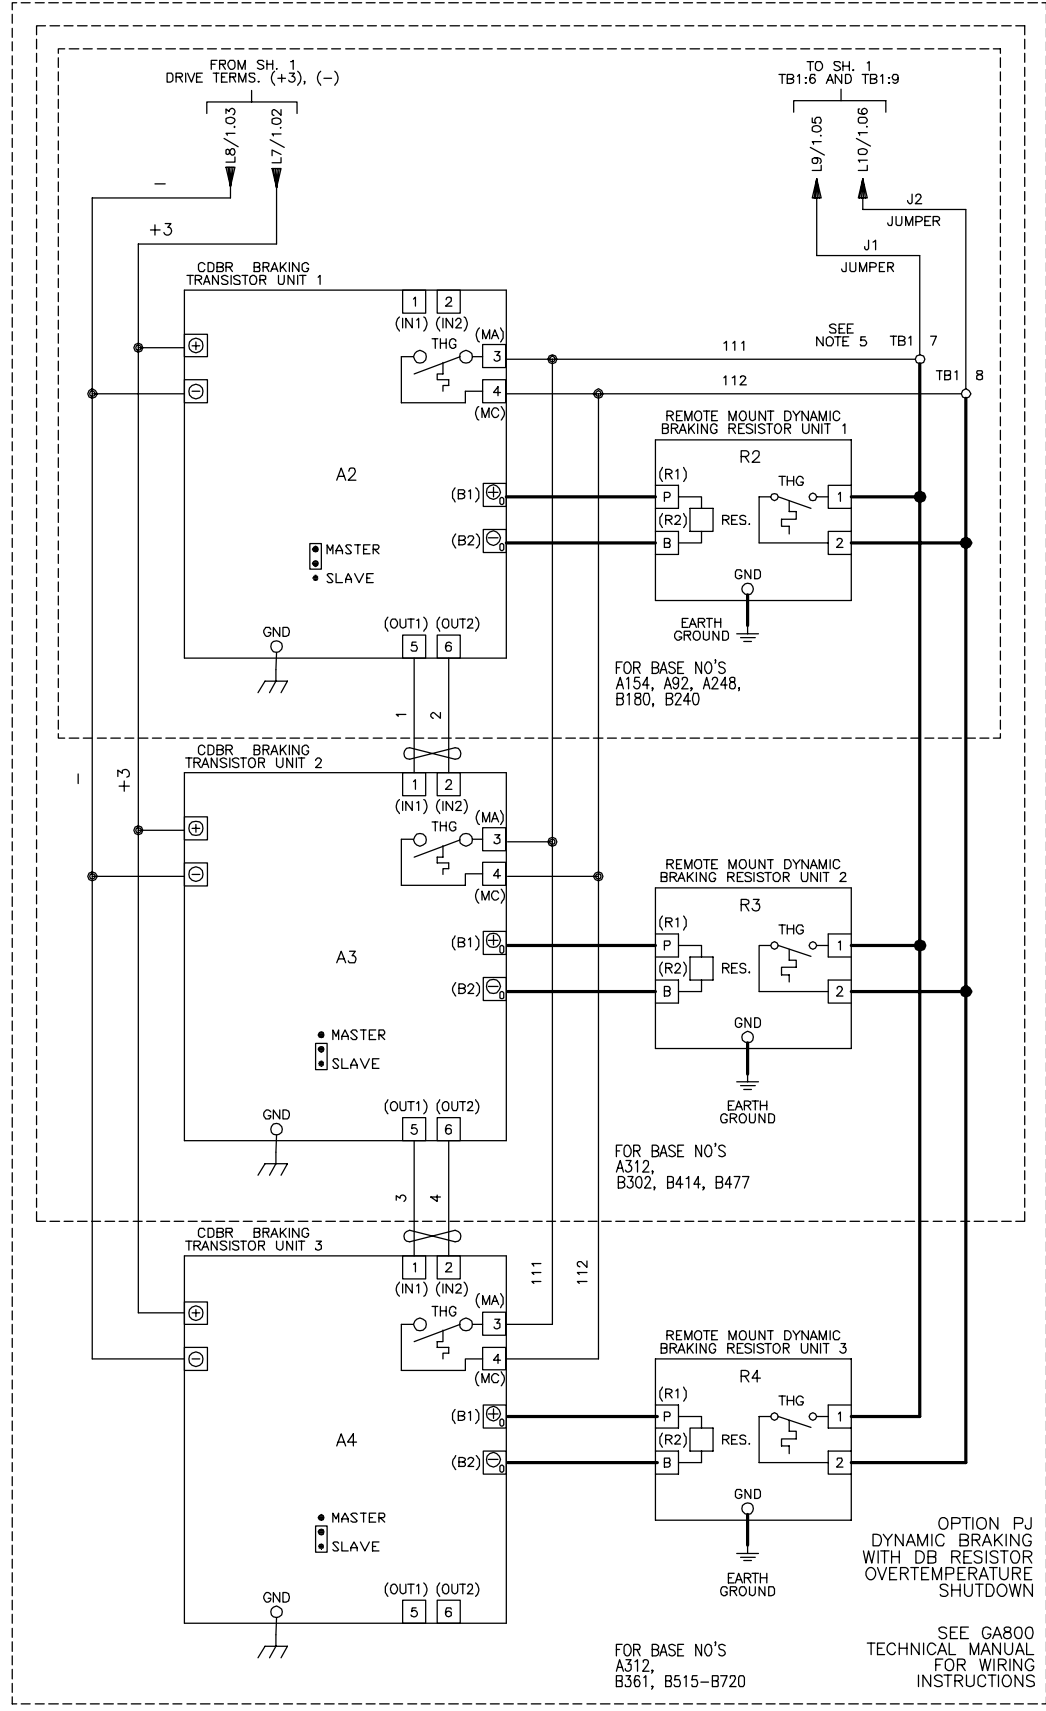 FROM SH. 1
DRIVE TERMS. (+3), (−)
L8/1.03
L7/1.02
TO SH. 1
TB1:6 AND TB1:9
L9/1.05
L10/1.06
−
+3
J2
JUMPER
J1
JUMPER
CDBR BRAKING
TRANSISTOR UNIT 1
1 2
(IN1) (IN2)
THG
(MA)
3
4
(MC)
111
112
SEE
NOTE 5
TB1 7
TB1 8
A2
(B1)
0
(B2)
0
MASTER
SLAVE
GND
(OUT1) (OUT2)
5 6
REMOTE MOUNT DYNAMIC
BRAKING RESISTOR UNIT 1
R2
(R1)
P
(R2)
B
RES.
THG
1
2
GND
EARTH
GROUND
FOR BASE NO'S
A154, A92, A248,
B180, B240
1
2
−
+3
CDBR BRAKING
TRANSISTOR UNIT 2
1 2
(IN1) (IN2)
THG
(MA)
3
4
(MC)
A3
(B1)
0
(B2)
0
MASTER
SLAVE
GND
(OUT1) (OUT2)
5 6
REMOTE MOUNT DYNAMIC
BRAKING RESISTOR UNIT 2
R3
(R1)
P
(R2)
B
RES.
THG
1
2
GND
EARTH
GROUND
FOR BASE NO'S
A312,
B302, B414, B477
3
4
CDBR BRAKING
TRANSISTOR UNIT 3
1 2
(IN1) (IN2)
THG
(MA)
3
4
(MC)
111
112
A4
(B1)
0
(B2)
0
MASTER
SLAVE
GND
(OUT1) (OUT2)
5 6
REMOTE MOUNT DYNAMIC
BRAKING RESISTOR UNIT 3
R4
(R1)
P
(R2)
B
RES.
THG
1
2
GND
EARTH
GROUND
FOR BASE NO'S
A312,
B361, B515−B720
OPTION PJ
DYNAMIC BRAKING
WITH DB RESISTOR
OVERTEMPERATURE
SHUTDOWN
SEE GA800
TECHNICAL MANUAL
FOR WIRING
INSTRUCTIONS